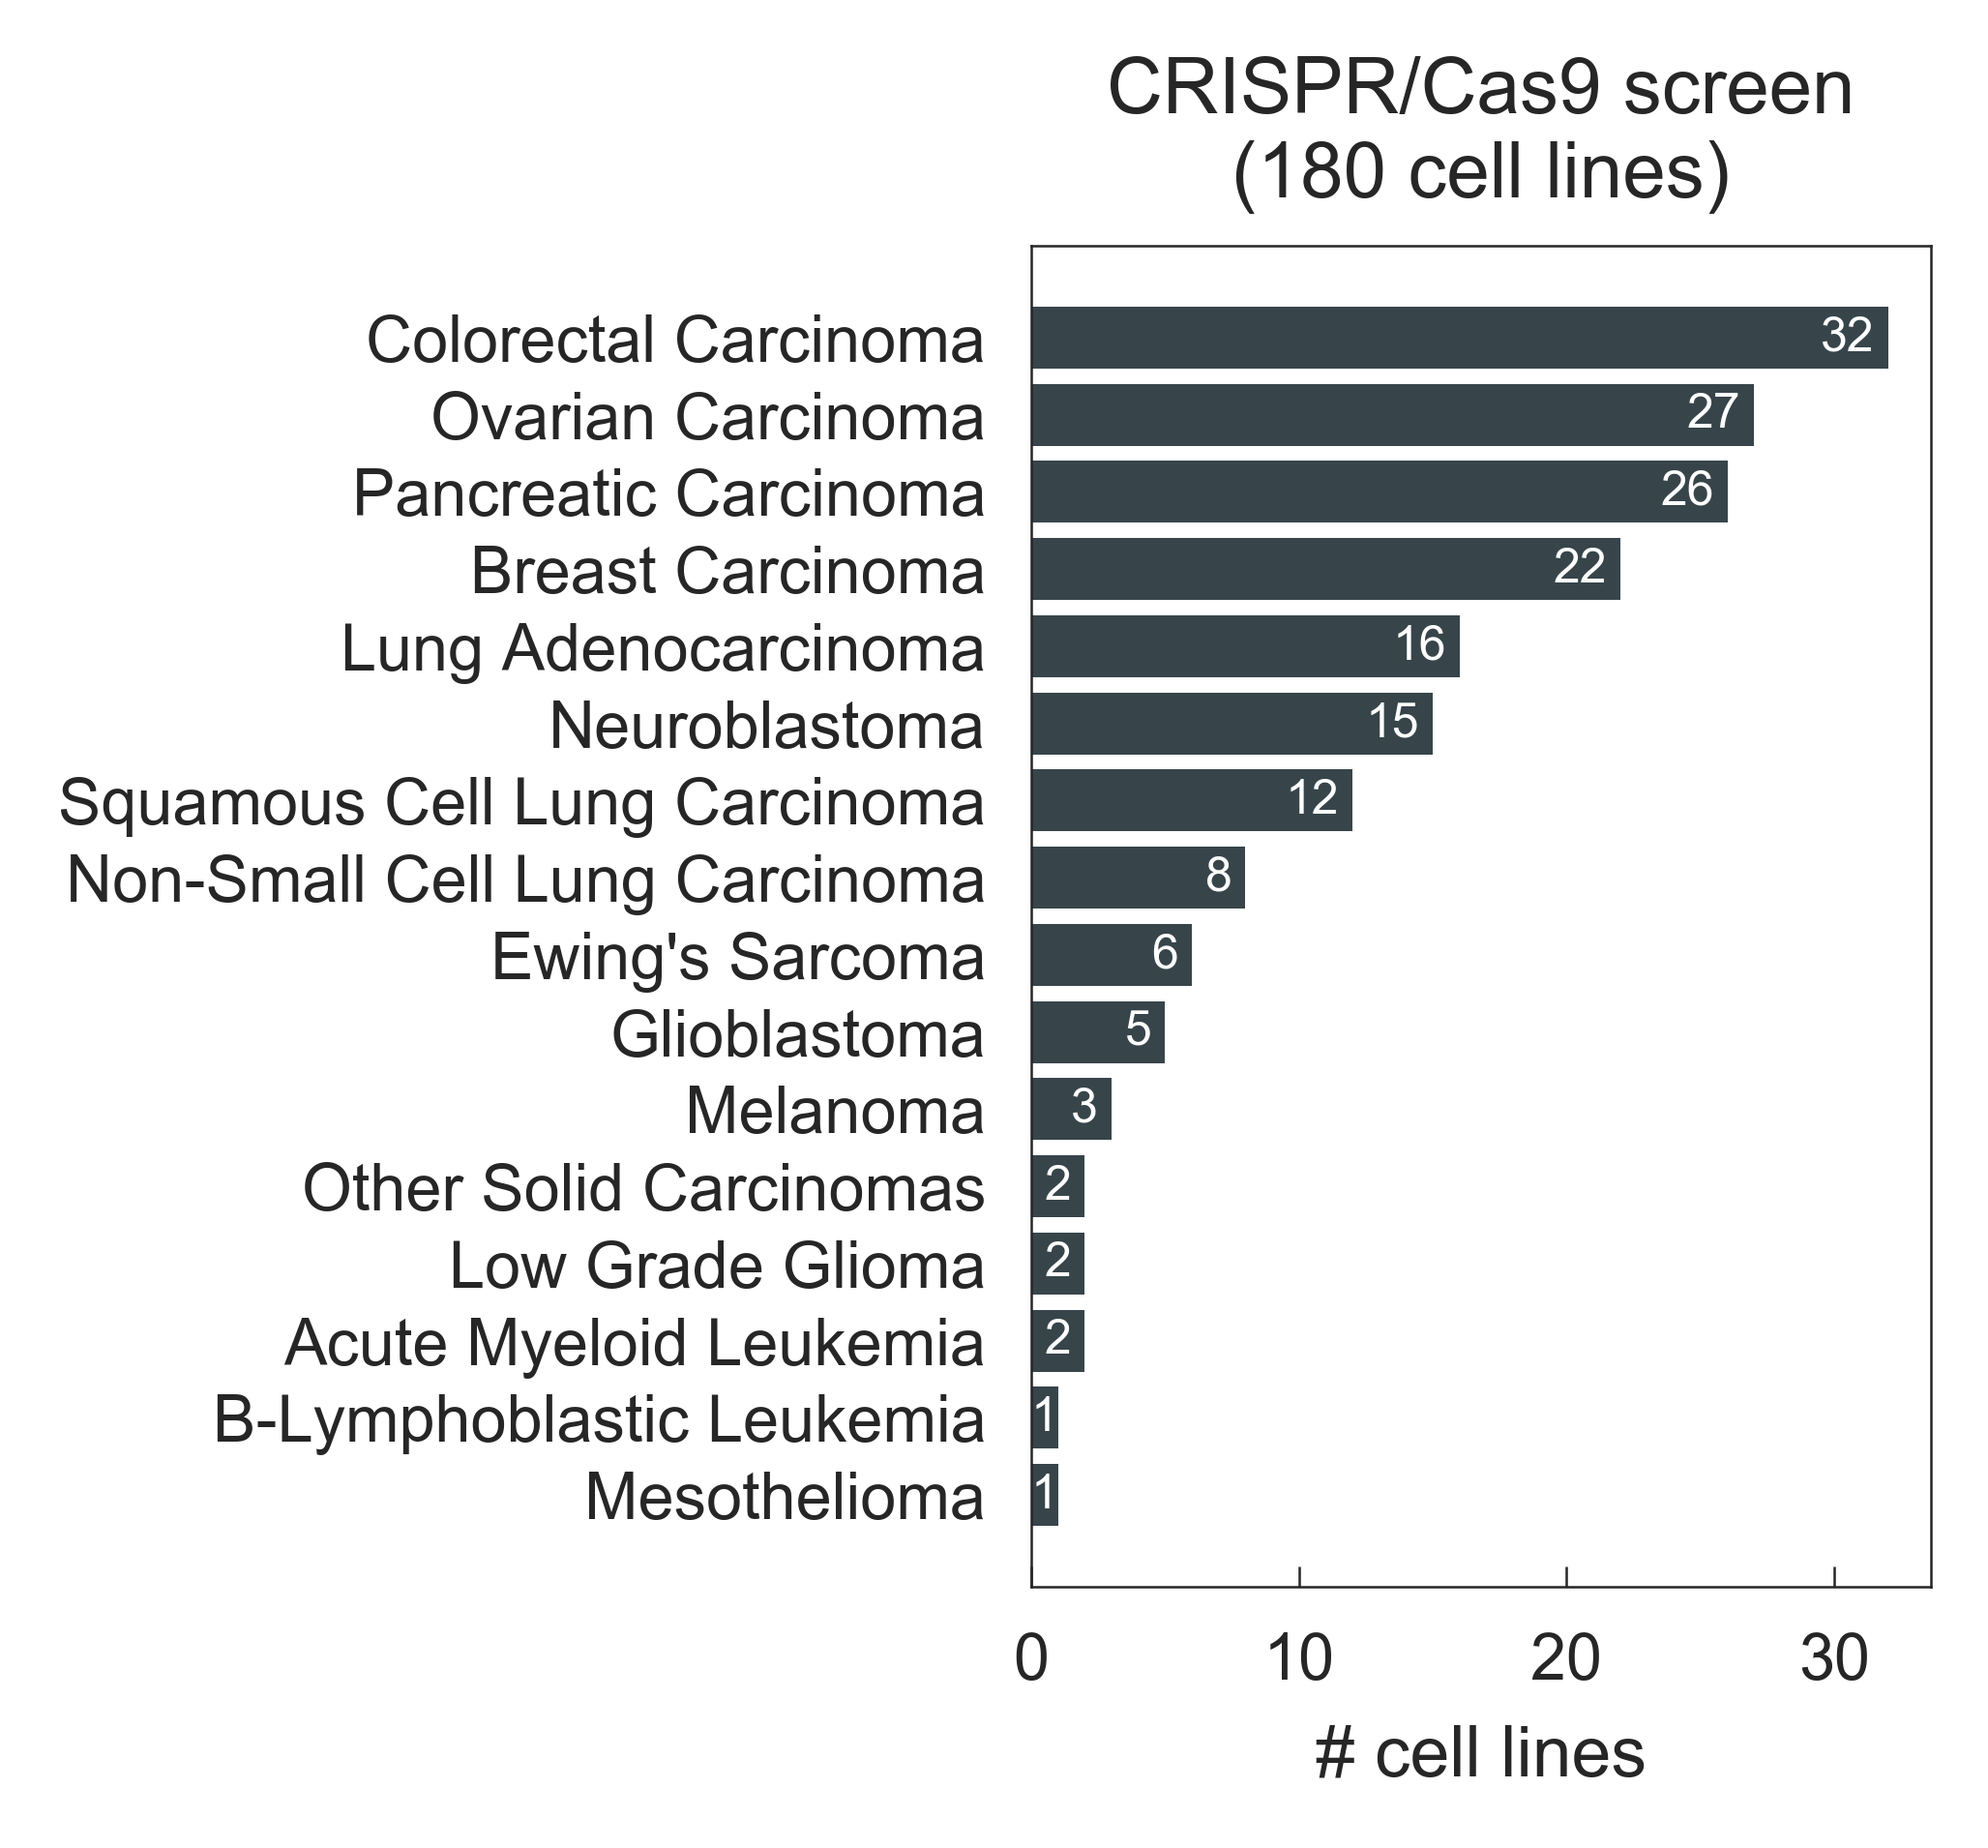 CRISPR/Cas9 screen
(180 cell lines)
Colorectal Carcinoma 32
Ovarian Carcinoma 27
Pancreatic Carcinoma 26
Breast Carcinoma 22
Lung Adenocarcinoma 16
Neuroblastoma 15
Squamous Cell Lung Carcinoma 12
Non-Small Cell Lung Carcinoma 8
Ewing's Sarcoma 6
Glioblastoma 5
Melanoma 3
Other Solid Carcinomas 2
Low Grade Glioma 2
Acute Myeloid Leukemia 2
B-Lymphoblastic Leukemia 1
Mesothelioma 1
0 10 20 30
# cell lines